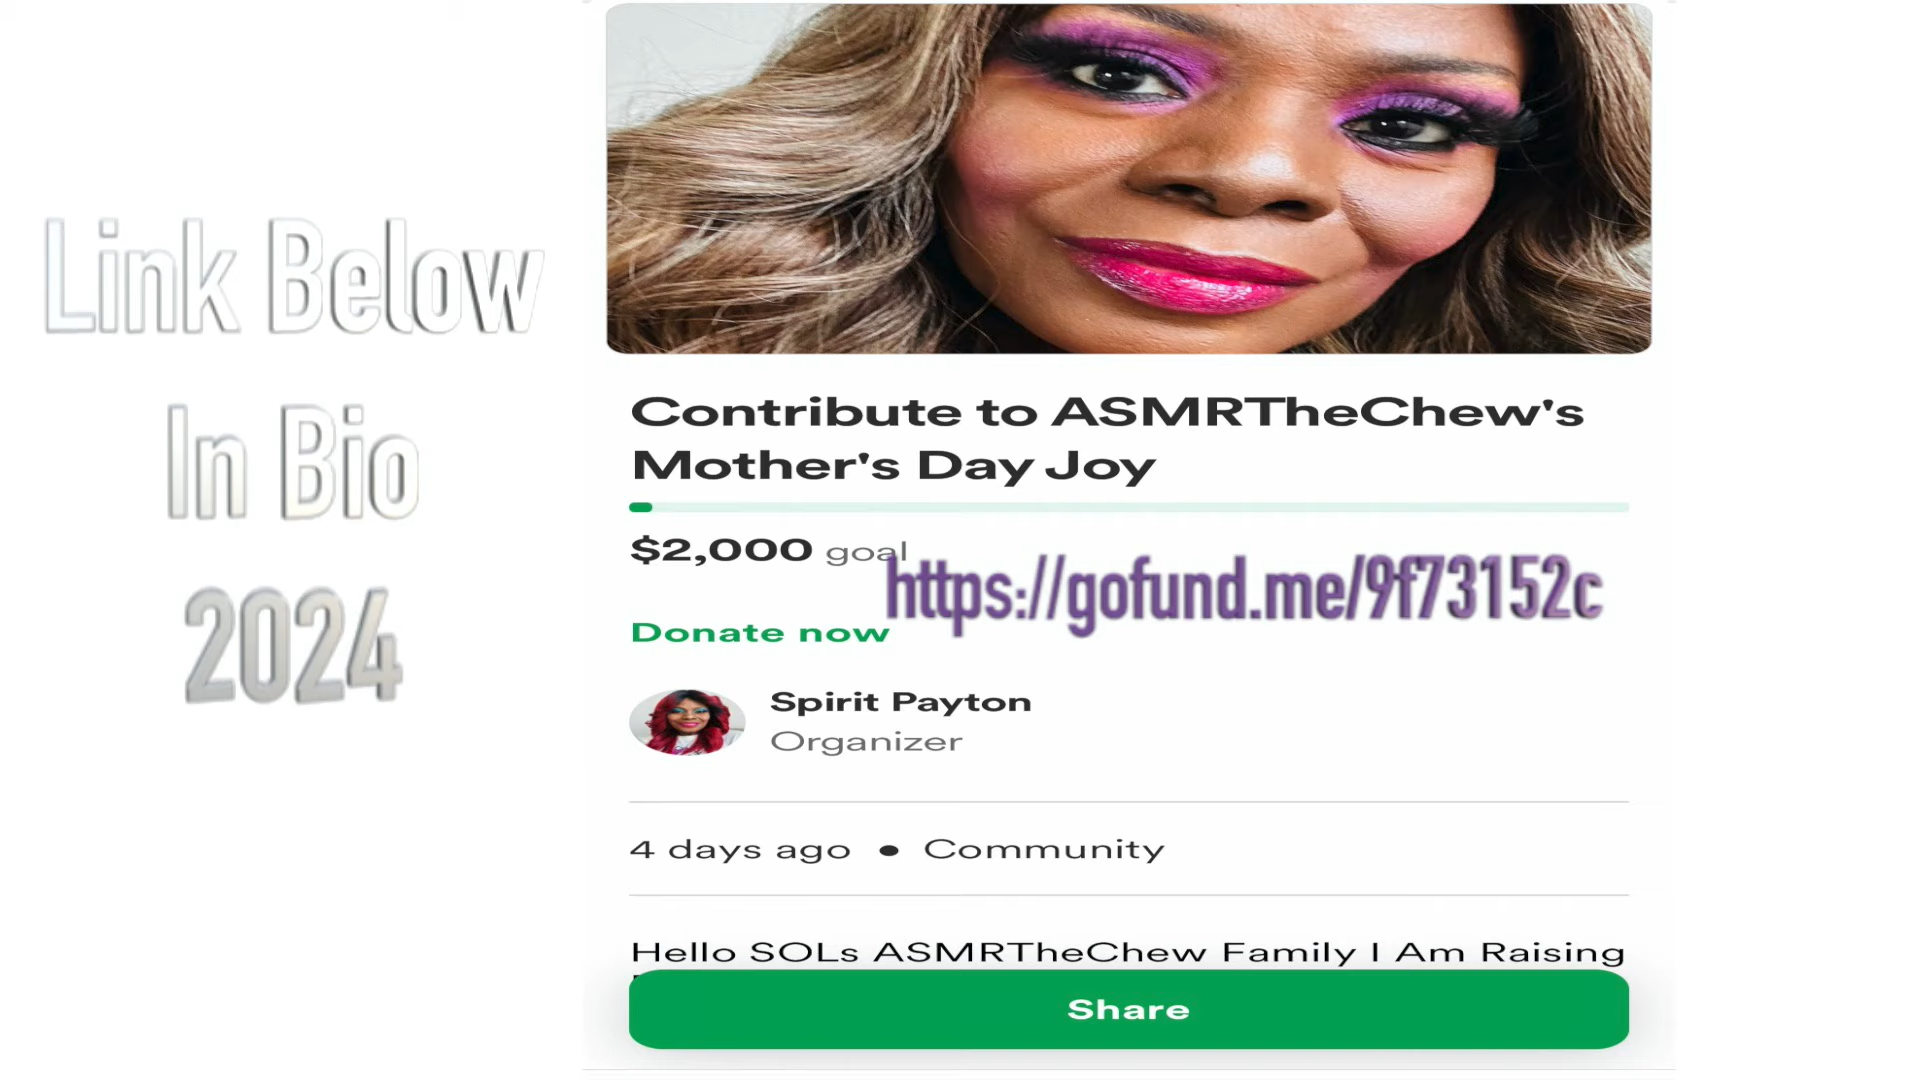 Link Below
In Bio
2024
Contribute to ASMRTheChew's
Mother's Day Joy
$2,000 goal
https://gofund.me/9f73152c
Donate now
Spirit Payton
Organizer
4 days ago • Community
Hello SOLs ASMRTheChew Family I Am Raising
Share